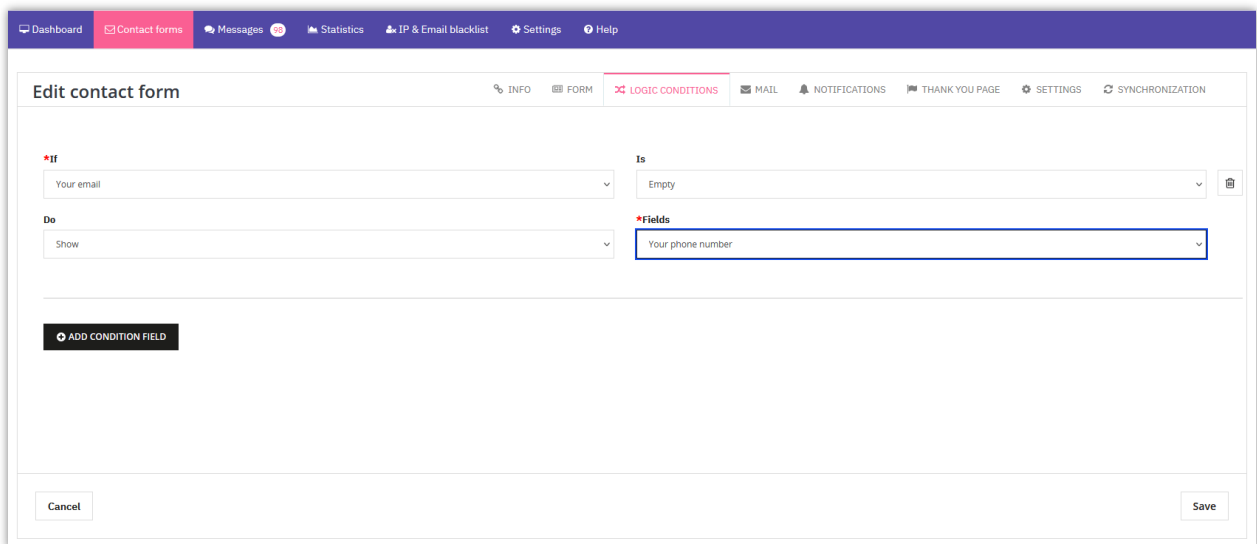 Dashboard Contact forms Messages 98 Statistics IP & Email blacklist Settings Help
Edit contact form INFO FORM LOGIC CONDITIONS MAIL NOTIFICATIONS THANK YOU PAGE SETTINGS SYNCHRONIZATION
*If Is
Your email Empty
Do *Fields
Show Your phone number
ADD CONDITION FIELD
Cancel Save